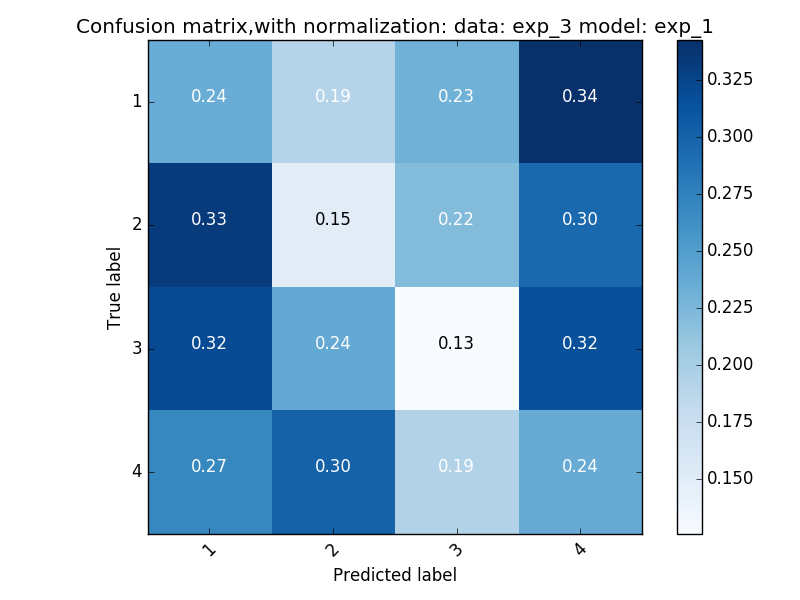 Confusion matrix,with normalization: data: exp_3 model: exp_1
True label
1
0.24 0.19 0.23 0.34
2
0.33 0.15 0.22 0.30
3
0.32 0.24 0.13 0.32
4
0.27 0.30 0.19 0.24
1 2 3 4
Predicted label
0.325
0.300
0.275
0.250
0.225
0.200
0.175
0.150